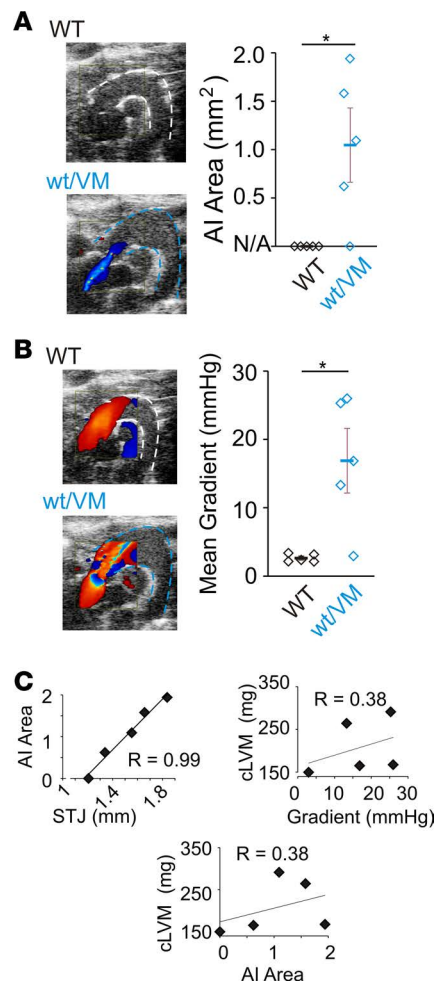 A
WT
wt/VM
*
AI Area (mm²)
2.0
1.5
1.0
0.5
N/A
WT
wt/VM
B
WT
wt/VM
*
Mean Gradient (mmHg)
30
20
10
0
WT
wt/VM
C
AI Area
2
1
0
R = 0.99
1
1.4
1.8
STJ (mm)
cLVM (mg)
350
250
150
R = 0.38
0
10
20
30
Gradient (mmHg)
cLVM (mg)
350
250
150
R = 0.38
0
1
2
AI Area